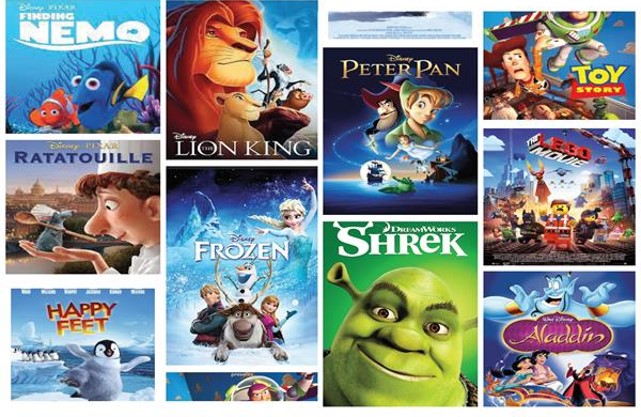 Disney PIXAR
FINDING
NEMO
Disney PIXAR
RATATOUILLE
HAPPY
FEET
Disney
THE
LION KING
Disney
FROZEN
Disney
PETER PAN
DREAMWORKS
SHREK
TOY
STORY
THE
LEGO
MOVIE
Walt Disney
Aladdin